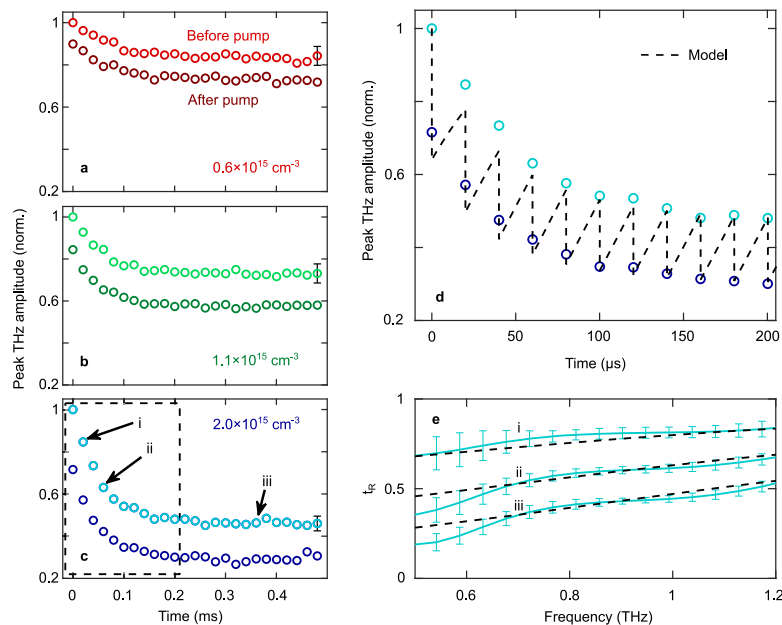 1
0.6
0.2
Before pump
After pump
a
0.6×10¹⁵ cm⁻³
1
0.6
0.2
b
1.1×10¹⁵ cm⁻³
Peak THz amplitude (norm.)
1
0.6
0.2
i
ii
iii
c
2.0×10¹⁵ cm⁻³
0
0.1
0.2
0.3
0.4
Time (ms)
1
0.6
0.2
Peak THz amplitude (norm.)
Model
d
0
50
100
150
200
Time (µs)
1
0.5
0
t_R
e
i
ii
iii
0.6
0.8
1
1.2
Frequency (THz)